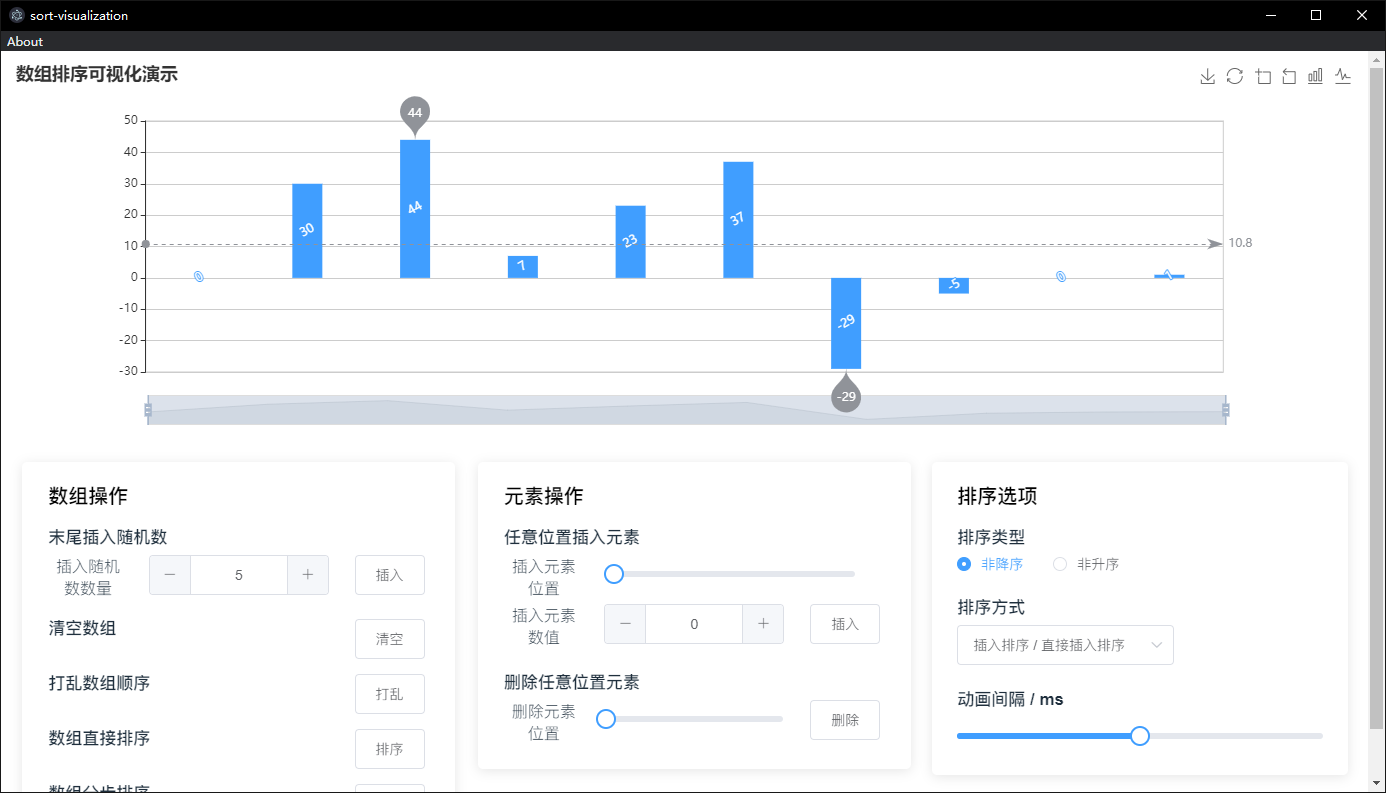 sort-visualization
About
数组排序可视化演示
44
50
40
30
20
10
0
-10
-20
-30
0
30
44
7
23
37
-29
-5
0
1
10.8
-29
数组操作
末尾插入随机数
插入随机
数数量
5
插入
清空数组
清空
打乱数组顺序
打乱
数组直接排序
排序
数组分步排序
元素操作
任意位置插入元素
插入元素
位置
插入元素
数值
0
插入
删除任意位置元素
删除元素
位置
删除
排序选项
排序类型
非降序
非升序
排序方式
插入排序 / 直接插入排序
动画间隔 / ms